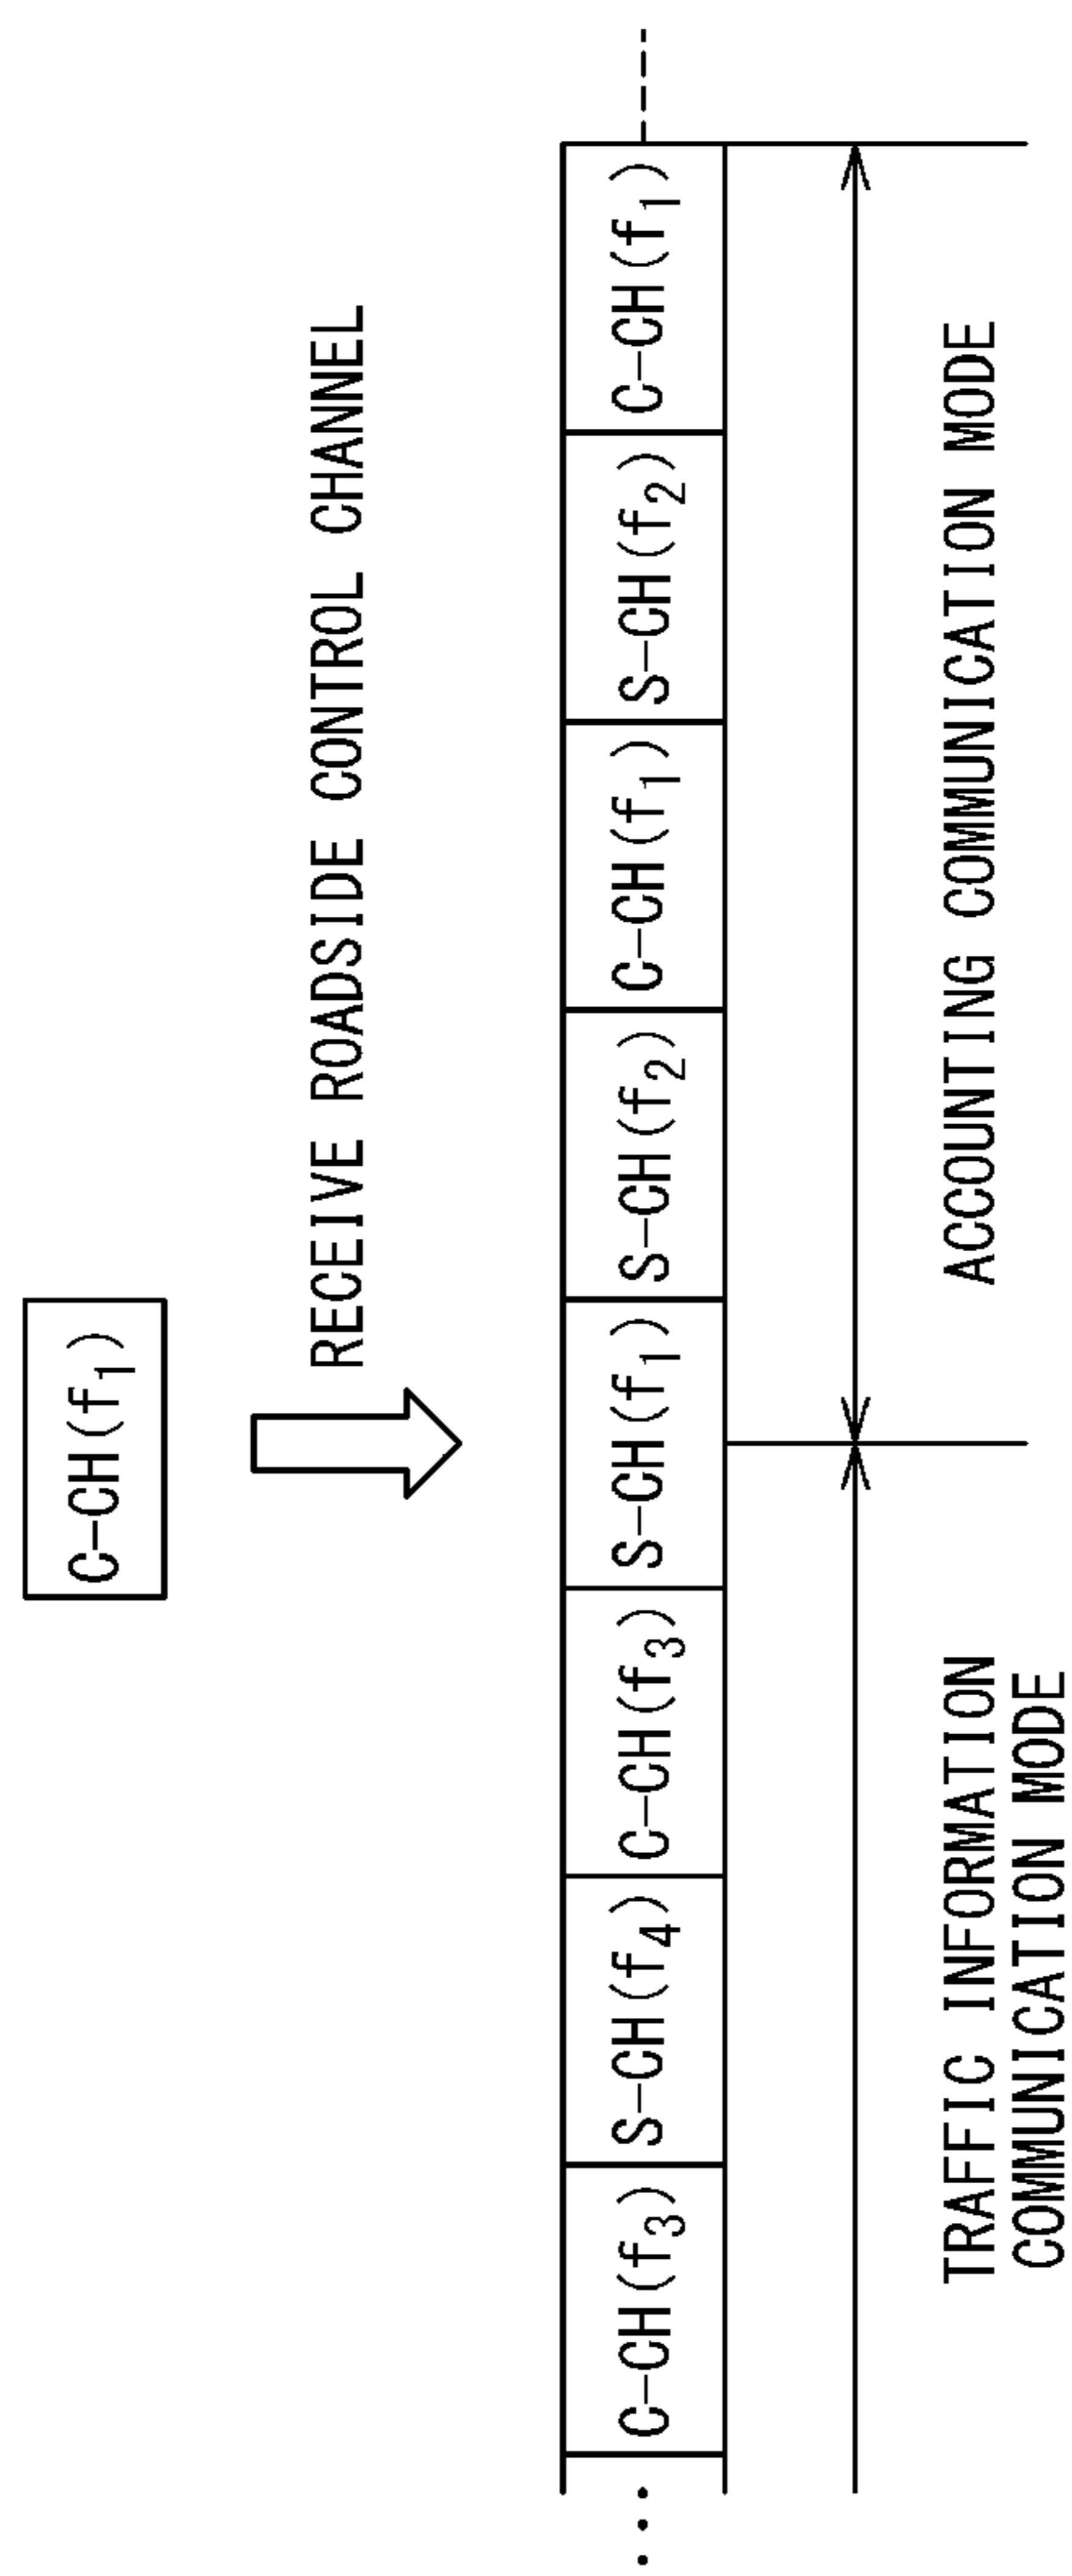 C-CH(f₁)
RECEIVE ROADSIDE CONTROL CHANNEL
... C-CH(f₃) S-CH(f₄) C-CH(f₃) S-CH(f₁) S-CH(f₂) C-CH(f₁) S-CH(f₂) C-CH(f₁)
TRAFFIC INFORMATION
COMMUNICATION MODE
ACCOUNTING COMMUNICATION MODE